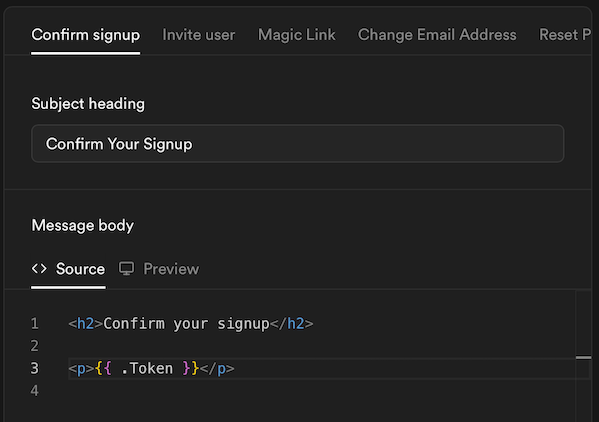 Confirm signup Invite user Magic Link Change Email Address Reset P
Subject heading
Confirm Your Signup
Message body
<> Source Preview
1 <h2>Confirm your signup</h2>
2
3 <p>{{ .Token }}</p>
4